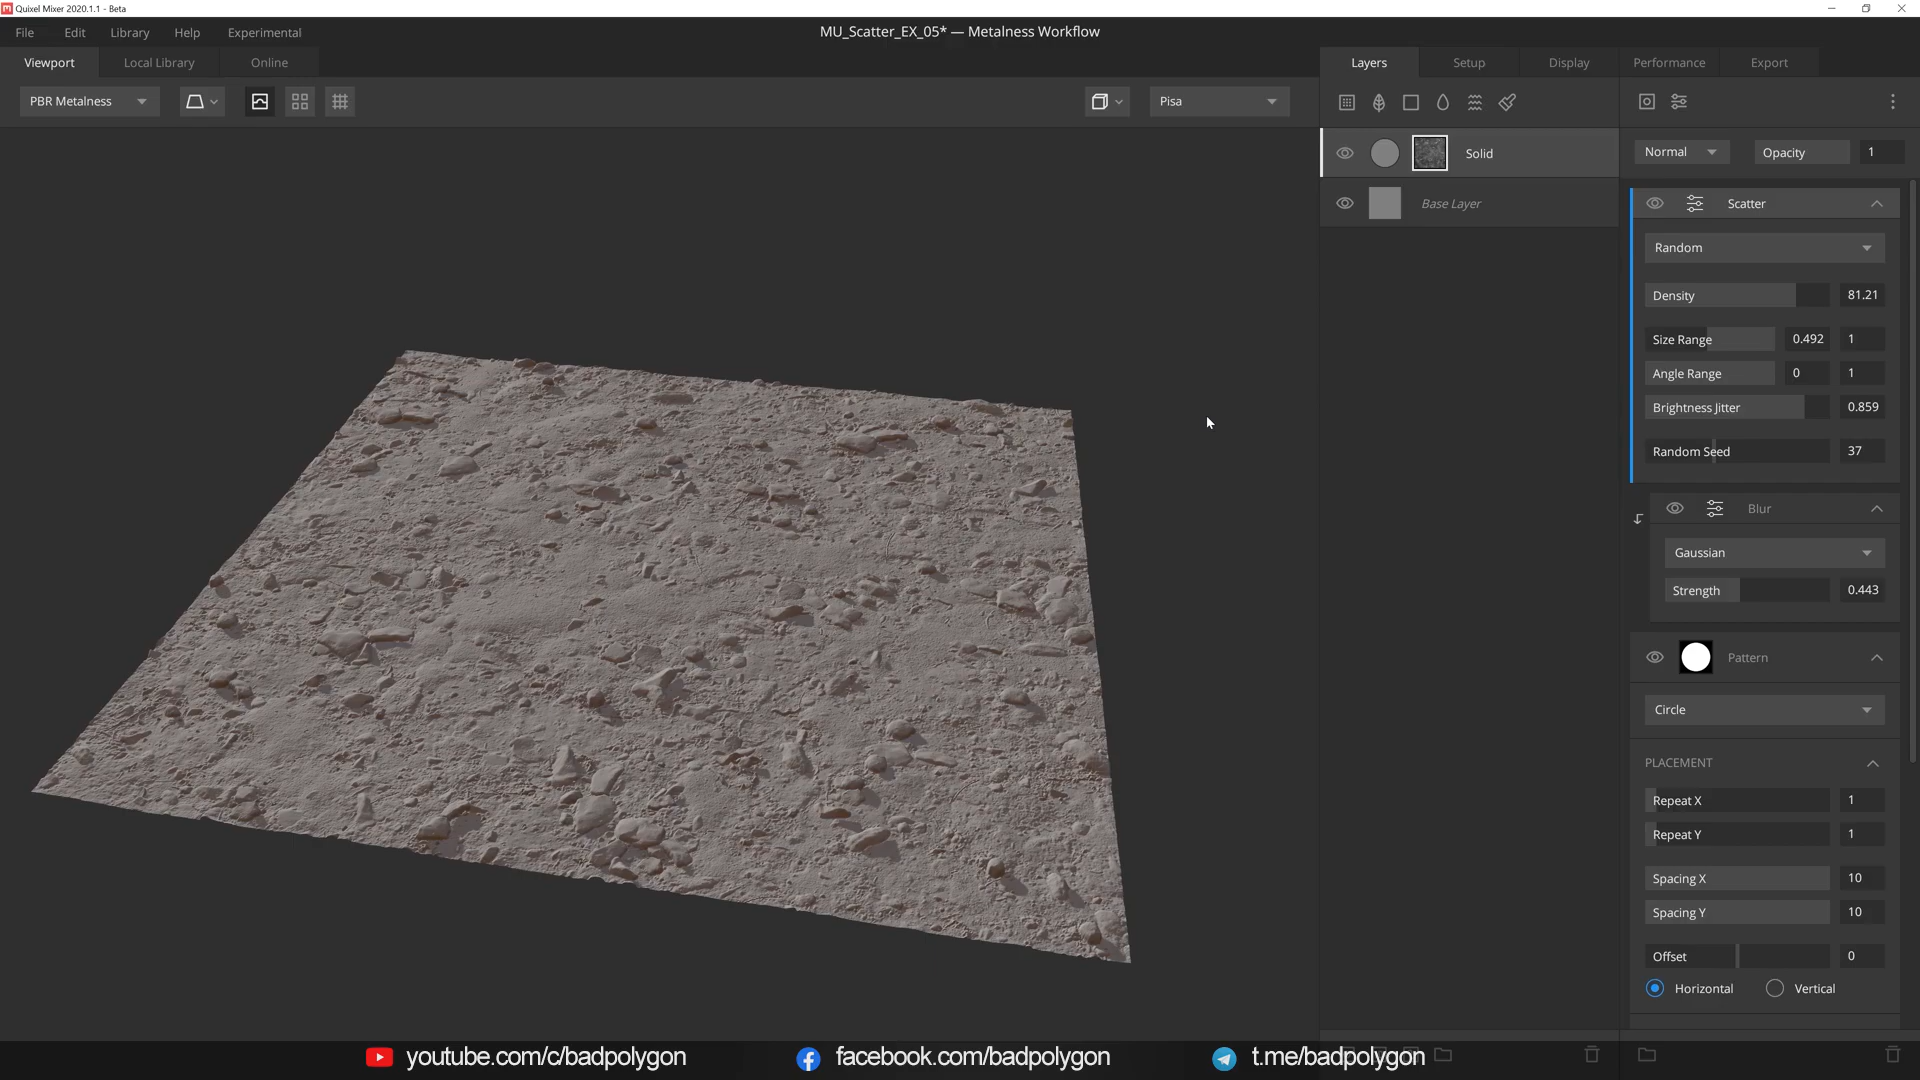 Quixel Mixer 2020.1.1 - Beta
File Edit Library Help Experimental
MU_Scatter_EX_05* — Metalness Workflow
Viewport Local Library Online
Layers Setup Display Performance Export
PBR Metalness
Pisa
Normal Opacity 1
Solid
Base Layer
Scatter
Random
Density 81.21
Size Range 0.492 1
Angle Range 0 1
Brightness Jitter 0.859
Random Seed 37
Blur
Gaussian
Strength 0.443
Pattern
Circle
PLACEMENT
Repeat X 1
Repeat Y 1
Spacing X 10
Spacing Y 10
Offset 0
Horizontal Vertical
youtube.com/c/badpolygon facebook.com/badpolygon t.me/badpolygon